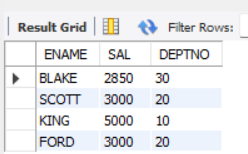 Result Grid Filter Rows:
ENAME SAL DEPTNO
BLAKE 2850 30
SCOTT 3000 20
KING 5000 10
FORD 3000 20